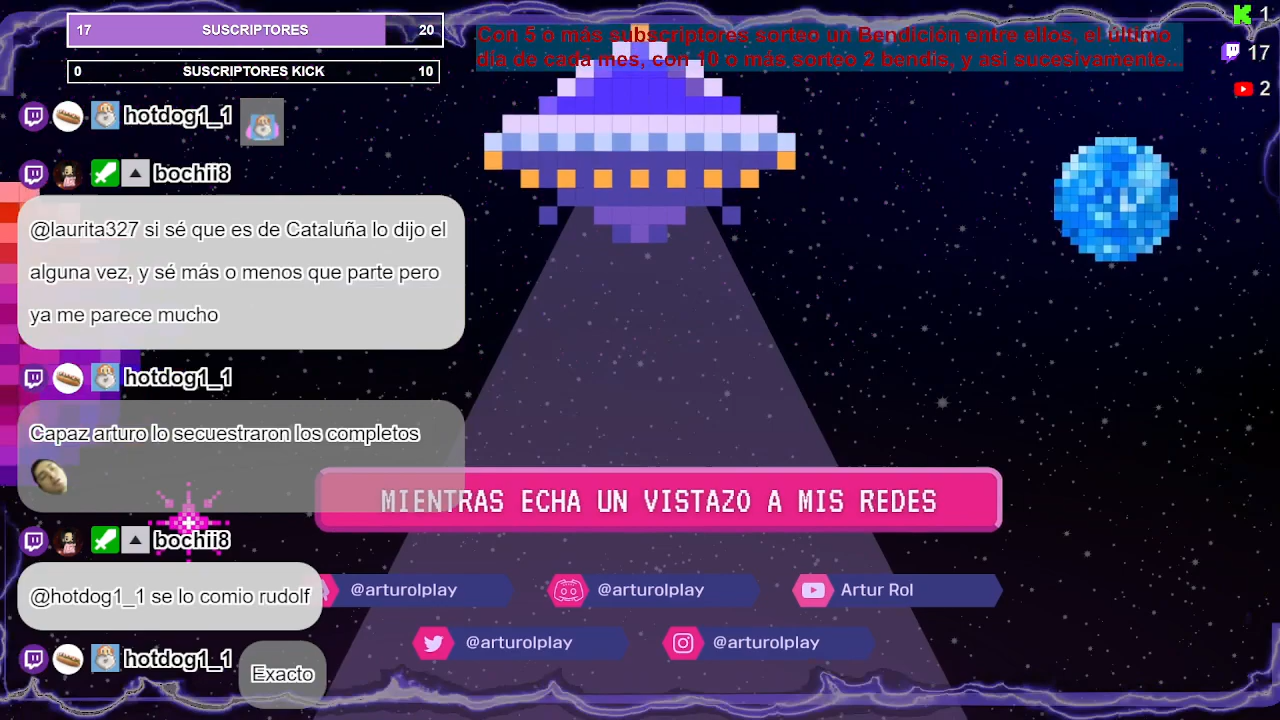 17 SUSCRIPTORES 20
0 SUSCRIPTORES KICK 10
Con 5 o más subscriptores sorteo un Bendición entre ellos, el último
día de cada mes, con 10 o más sorteo 2 bendis, y asi sucesivamente...
1
17
2
hotdog1_1
bochii8
@laurita327 si sé que es de Cataluña lo dijo el
alguna vez, y sé más o menos que parte pero
ya me parece mucho
hotdog1_1
Capaz arturo lo secuestraron los completos
MIENTRAS ECHA UN VISTAZO A MIS REDES
bochii8
@hotdog1_1 se lo comio rudolf
@arturolplay
@arturolplay
Artur Rol
@arturolplay
@arturolplay
hotdog1_1
Exacto